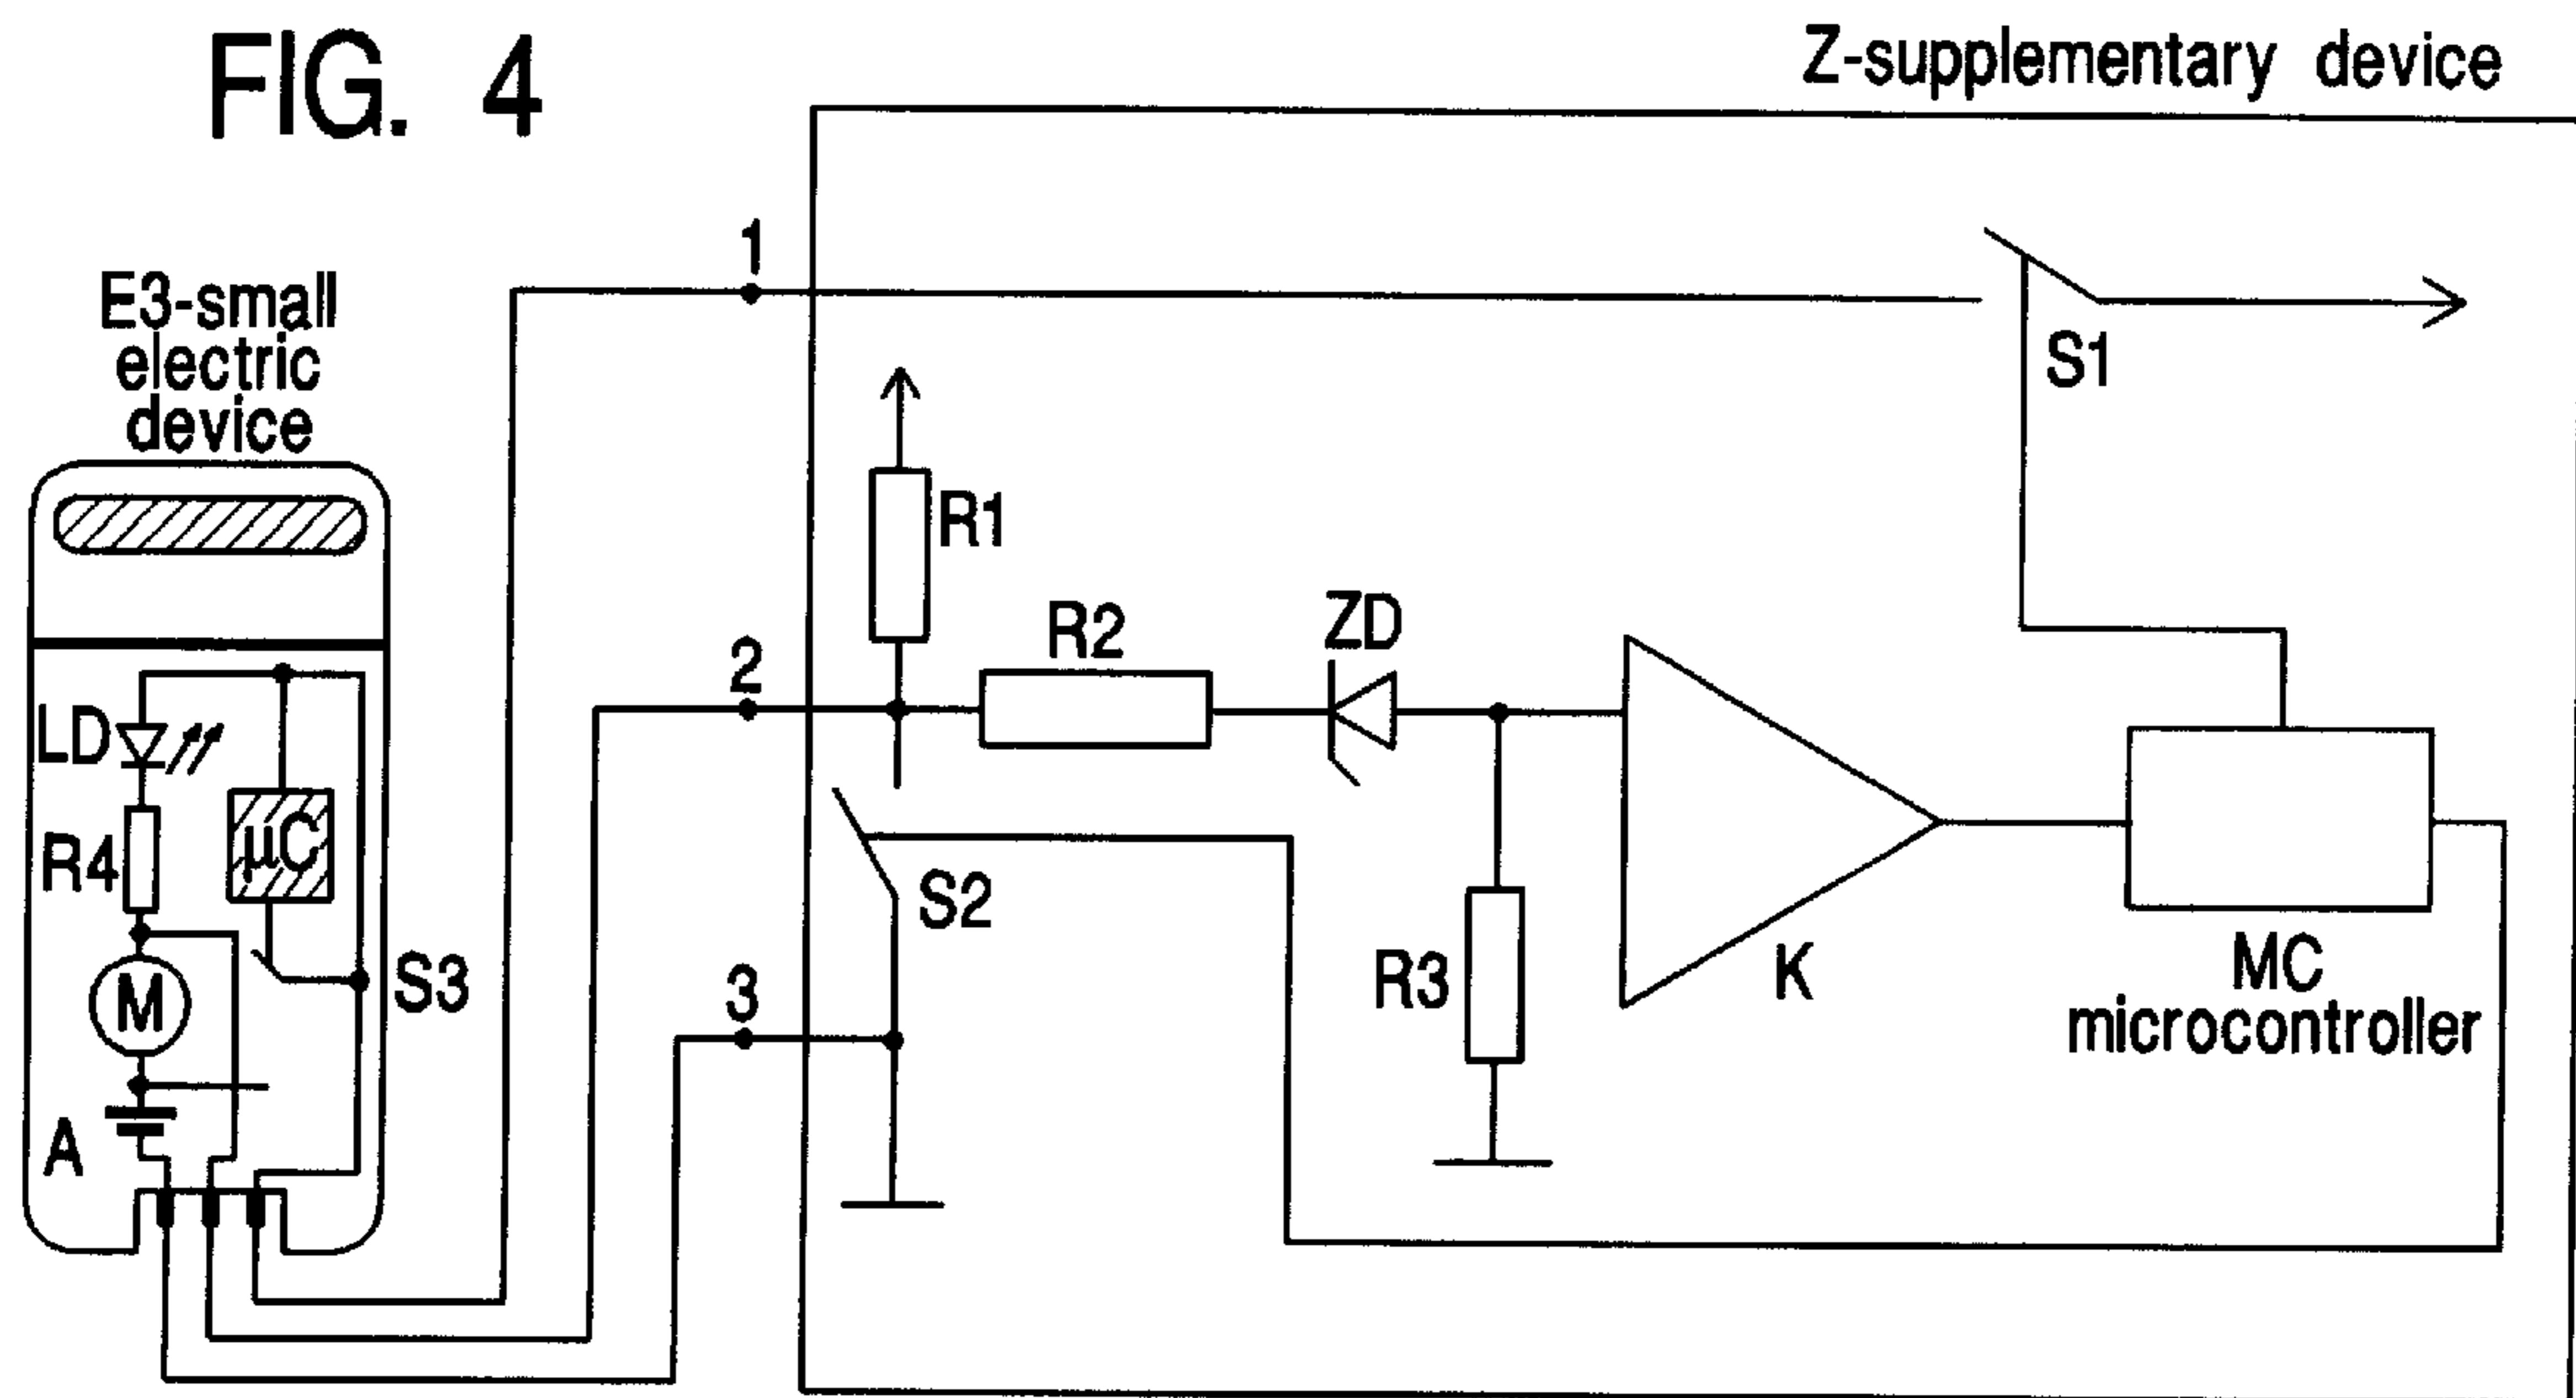 FIG. 4
Z-supplementary device
1
E3-small
electric
device
S1
R1
R2
ZD
2
LD
µC
R4
S2
S3
M
3
R3
K
MC
microcontroller
A